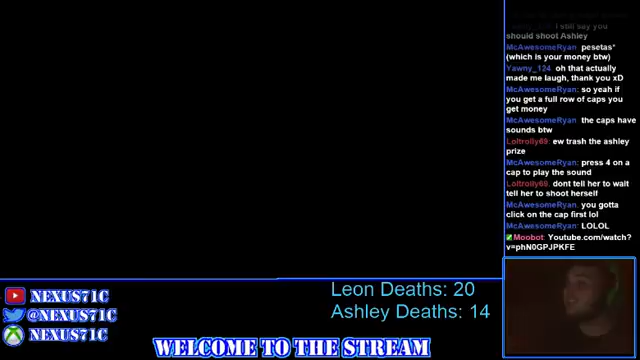 I still say you
should shoot Ashley
McAwesomeRyan pesetas*
(which is your money btw)
Yawny_124 oh that actually
made me laugh, thank you xD
McAwesomeRyan: so yeah if
you get a full row of caps you
get money
McAwesomeRyan the caps have
sounds btw
Loltrolly69: ew trash the ashley
prize
McAwesomeRyan: press 4 on
a cap to play the sound
Loltrolly69: dont tell her to wait
tell her to shoot herself
McAwesomeRyan: you gotta
click on the cap first lol
McAwesomeRyan: LOLOL
Moobot: Youtube.com/watch?
v=phN0GPJPKFE
Leon Deaths: 20
Ashley Deaths: 14
NEXUS71C
@NEXUS71C
NEXUS71C
WELCOME TO THE STREAM